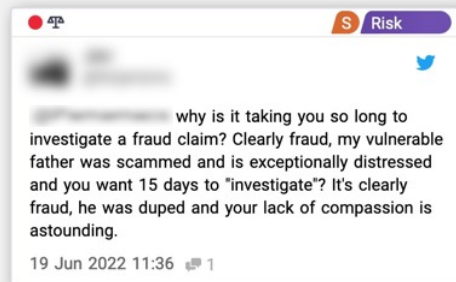 S Risk
why is it taking you so long to
investigate a fraud claim? Clearly fraud, my vulnerable
father was scammed and is exceptionally distressed
and you want 15 days to "investigate"? It's clearly
fraud, he was duped and your lack of compassion is
astounding.
19 Jun 2022 11:36 1